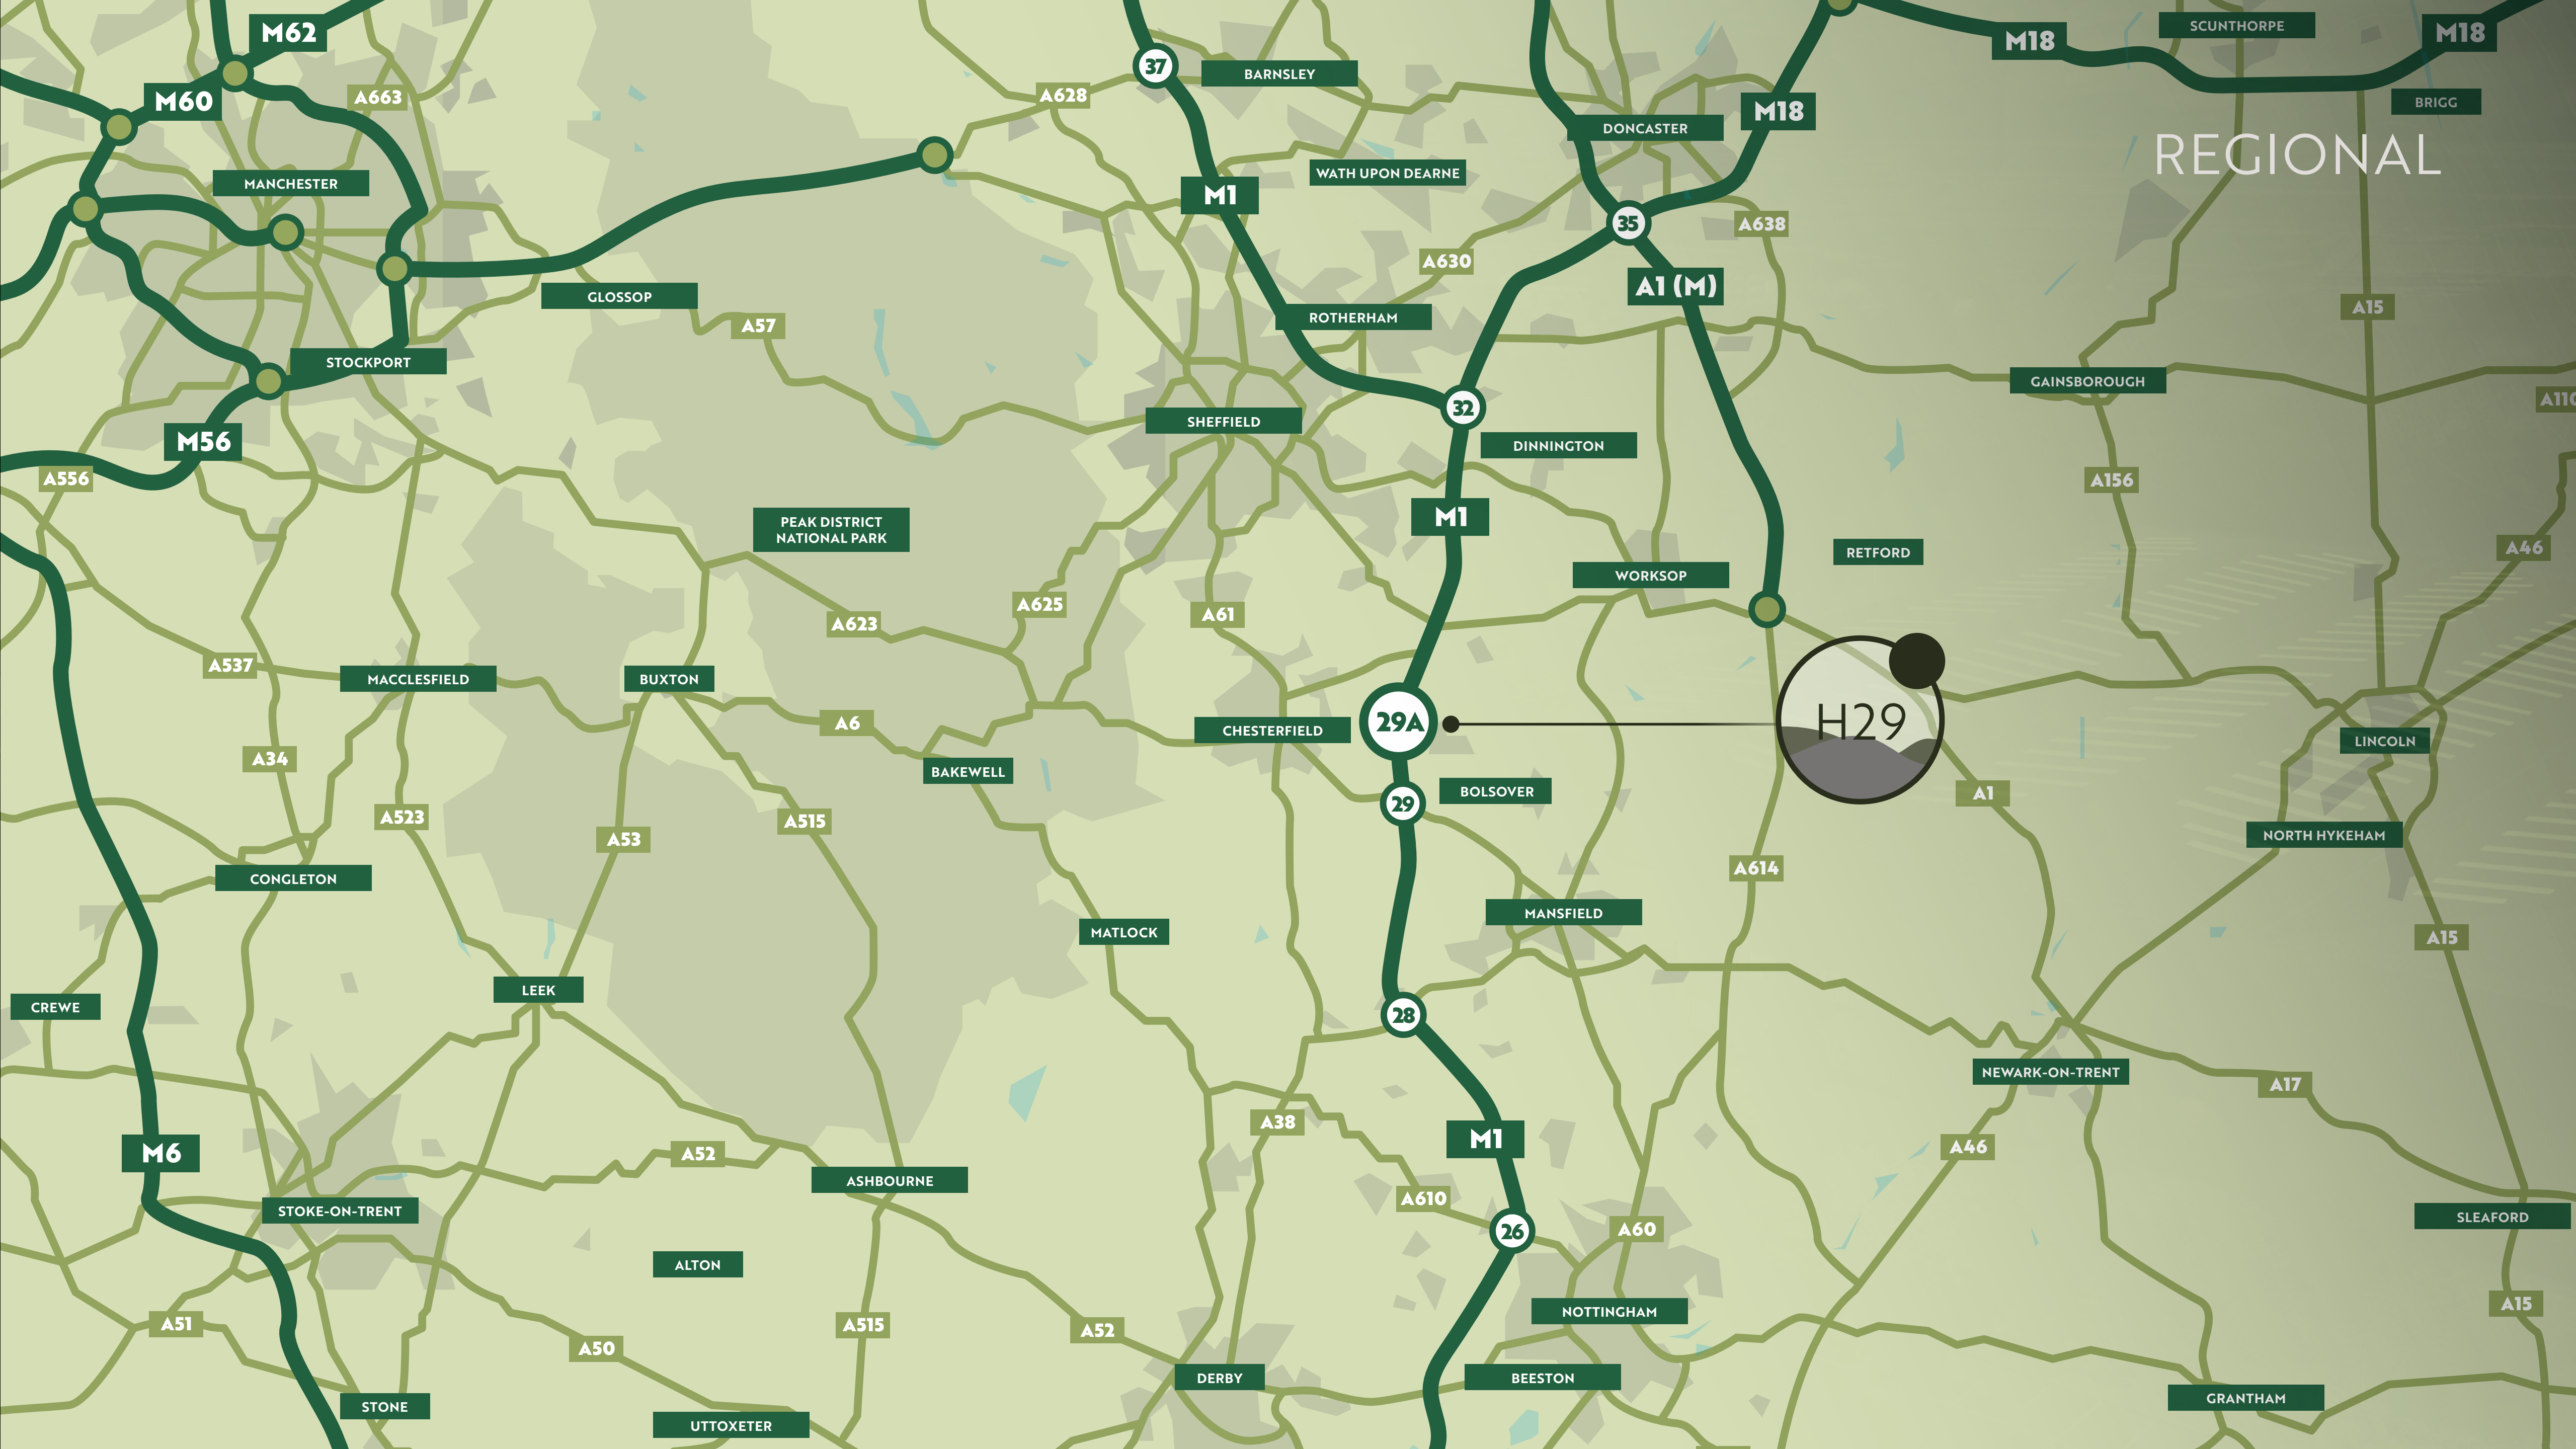 M62
SCUNTHORPE
M18
M18
37
BARNSLEY
M60
A663
A628
M18
BRIGG
DONCASTER
REGIONAL
WATH UPON DEARNE
MANCHESTER
M1
35
A638
A630
A1 (M)
GLOSSOP
A15
ROTHERHAM
A57
STOCKPORT
GAINSBOROUGH
A110
32
SHEFFIELD
M56
DINNINGTON
A556
A156
M1
PEAK DISTRICT
NATIONAL PARK
A46
RETFORD
WORKSOP
A625
A61
A623
A537
MACCLESFIELD
BUXTON
29A
H29
A6
CHESTERFIELD
LINCOLN
A34
BAKEWELL
BOLSOVER
A1
29
A523
A515
NORTH HYKEHAM
A53
A614
CONGLETON
MANSFIELD
MATLOCK
A15
LEEK
CREWE
28
NEWARK-ON-TRENT
A17
A38
M1
A46
M6
A52
ASHBOURNE
A610
STOKE-ON-TRENT
SLEAFORD
26
A60
ALTON
A15
NOTTINGHAM
A51
A515
A52
A50
DERBY
BEESTON
GRANTHAM
STONE
UTTOXETER